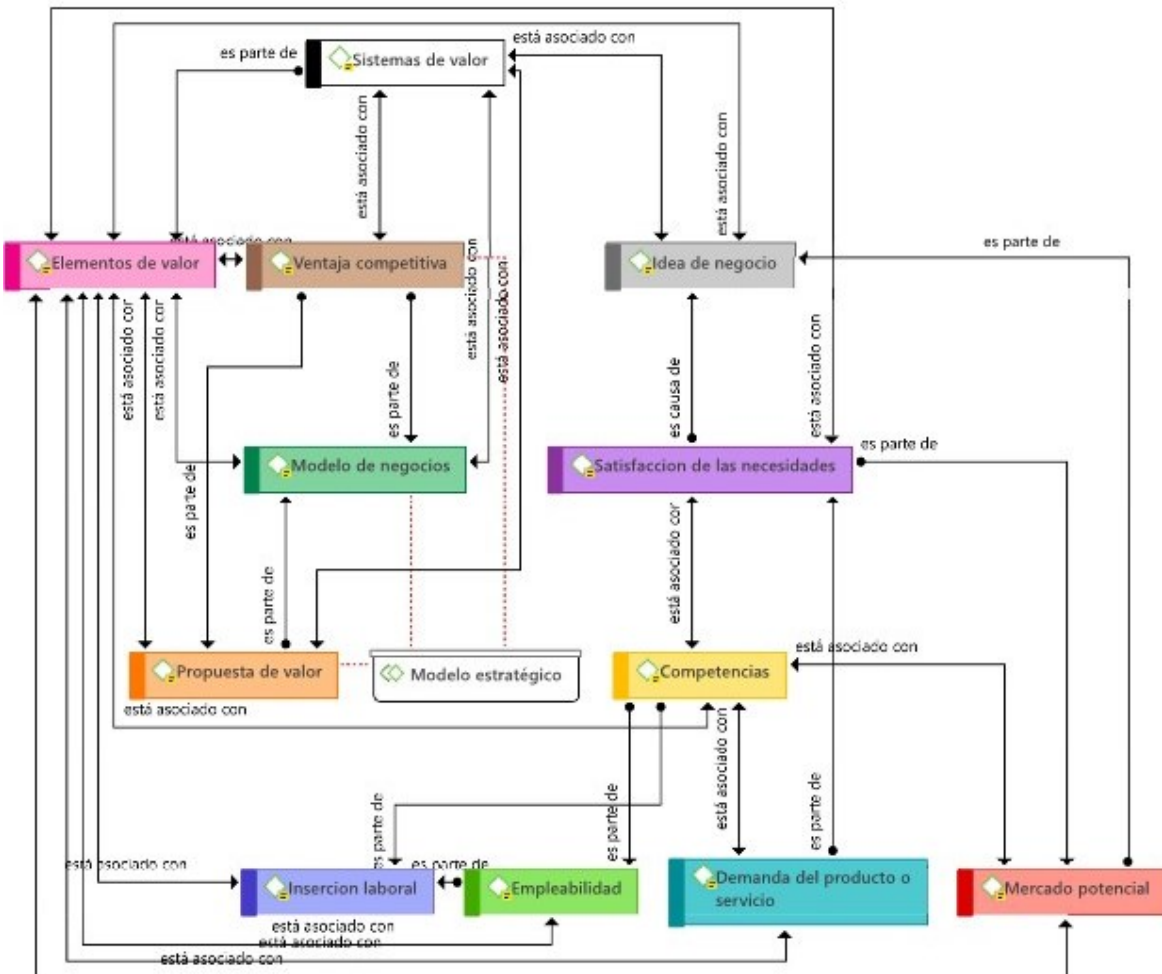 está asociado con
es parte de
Sistemas de valor
está asociado con
está asociado con
es parte de
está asociado con
Elementos de valor
Ventaja competitiva
Idea de negocio
está asociado con
está asociado con
está asociado con
está asociado cor
está asociado cor
es parte de
es causa de
es parte de
Modelo de negocios
Satisfaccion de las necesidades
es parte de
está asociado cor
es parte de
está asociado con
Propuesta de valor
Modelo estratégico
Competencias
está asociado con
está asociado con
es parte de
es parte de
es parte de
está asociado con
es parte de
Insercion laboral
Empleabilidad
Demanda del producto o
servicio
Mercado potencial
está asociado con
está asociado con
está asociado con